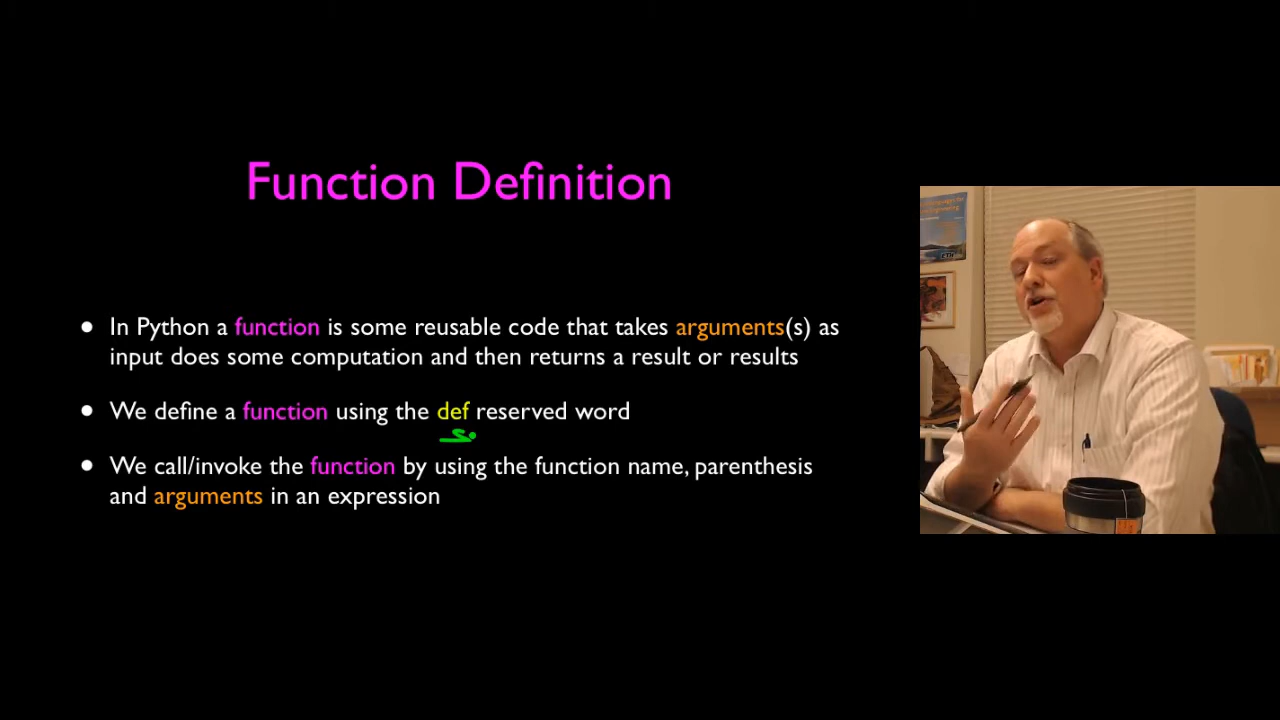 Function Definition
• In Python a function is some reusable code that takes arguments(s) as
input does some computation and then returns a result or results
• We define a function using the def reserved word
• We call/invoke the function by using the function name, parenthesis
and arguments in an expression